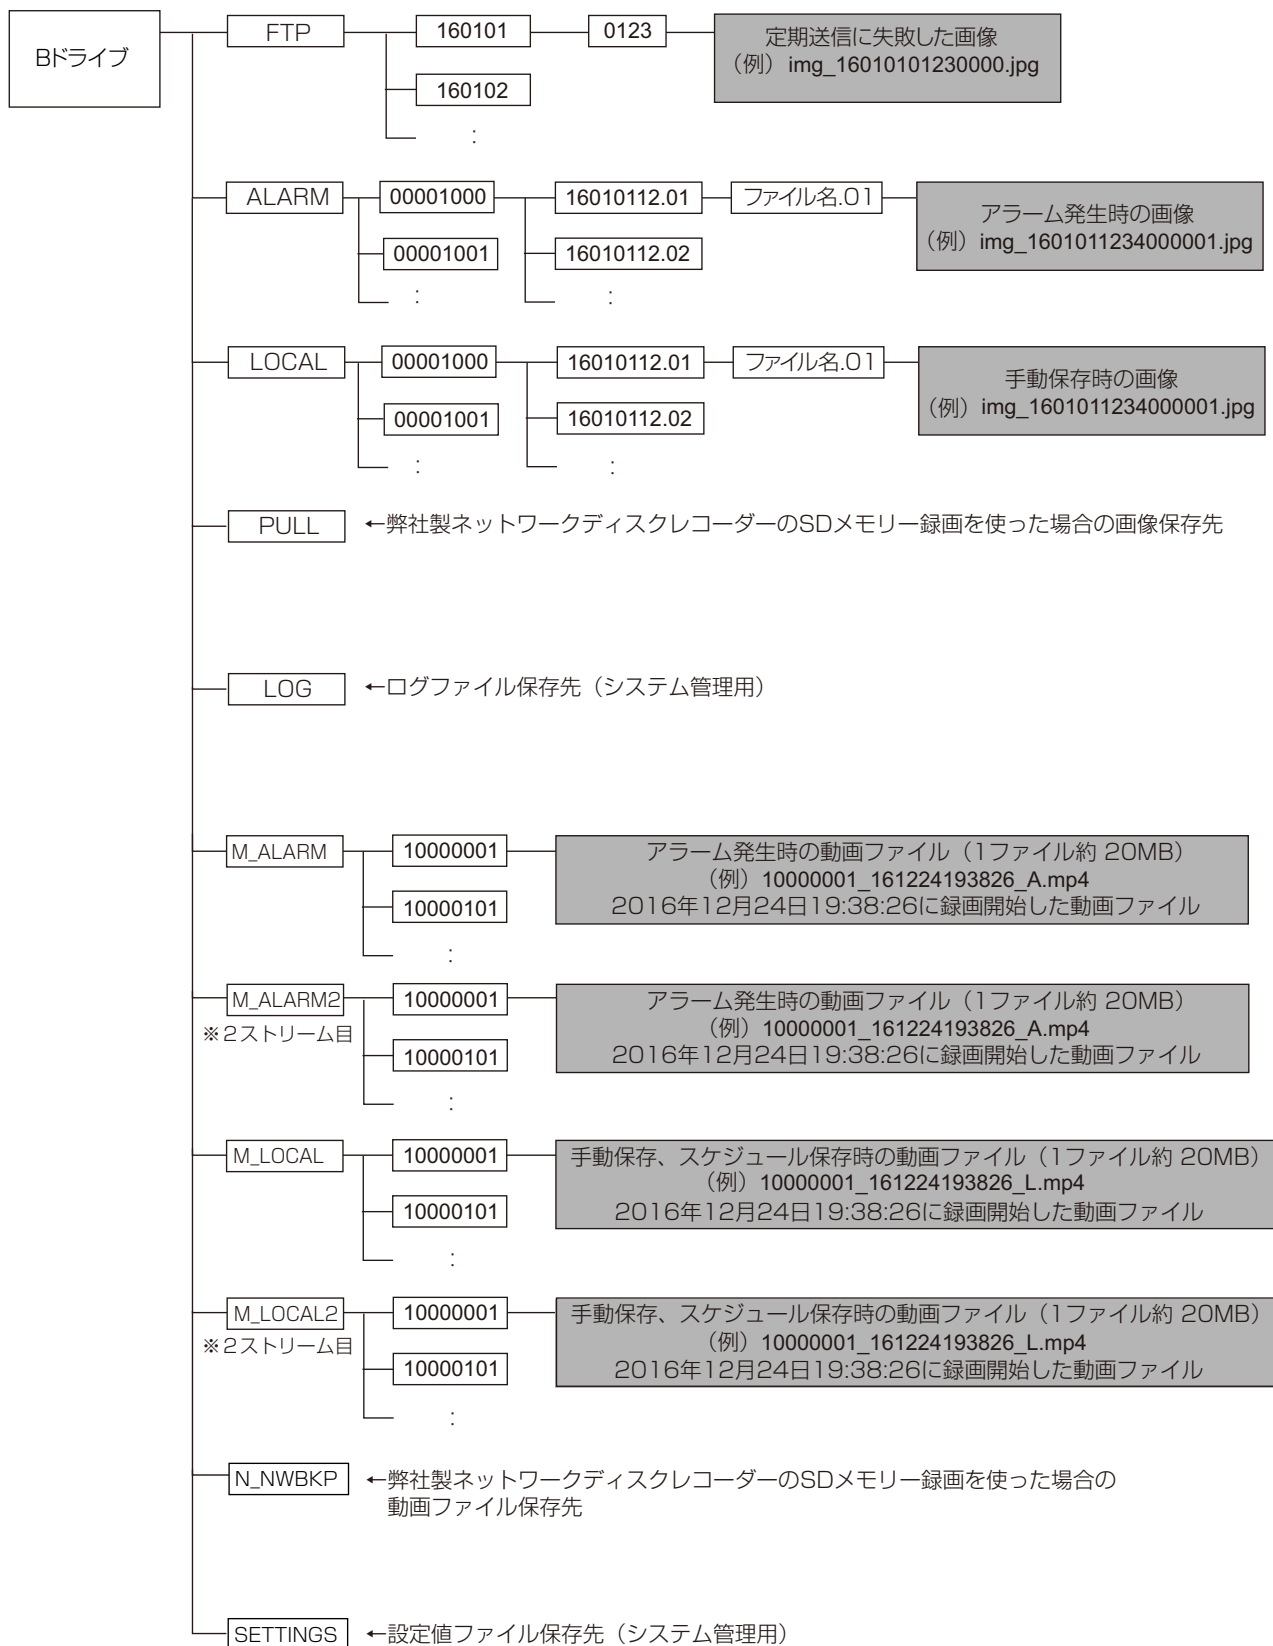 Bドライブ
FTP 160101 0123 定期送信に失敗した画像
（例）img_16010101230000.jpg
160102
:
ALARM 00001000 16010112.01 ファイル名.01 アラーム発生時の画像
（例）img_1601011234000001.jpg
00001001 16010112.02
: :
LOCAL 00001000 16010112.01 ファイル名.01 手動保存時の画像
（例）img_1601011234000001.jpg
00001001 16010112.02
: :
PULL ←弊社製ネットワークディスクレコーダーのSDメモリー録画を使った場合の画像保存先
LOG ←ログファイル保存先（システム管理用）
M_ALARM 10000001 アラーム発生時の動画ファイル（1ファイル約 20MB）
（例）10000001_161224193826_A.mp4
10000101 2016年12月24日19:38:26に録画開始した動画ファイル
:
M_ALARM2 10000001 アラーム発生時の動画ファイル（1ファイル約 20MB）
※2ストリーム目 （例）10000001_161224193826_A.mp4
10000101 2016年12月24日19:38:26に録画開始した動画ファイル
:
M_LOCAL 10000001 手動保存、スケジュール保存時の動画ファイル（1ファイル約 20MB）
（例）10000001_161224193826_L.mp4
10000101 2016年12月24日19:38:26に録画開始した動画ファイル
:
M_LOCAL2 10000001 手動保存、スケジュール保存時の動画ファイル（1ファイル約 20MB）
※2ストリーム目 （例）10000001_161224193826_L.mp4
10000101 2016年12月24日19:38:26に録画開始した動画ファイル
:
N_NWBKP ←弊社製ネットワークディスクレコーダーのSDメモリー録画を使った場合の
動画ファイル保存先
SETTINGS ←設定値ファイル保存先（システム管理用）